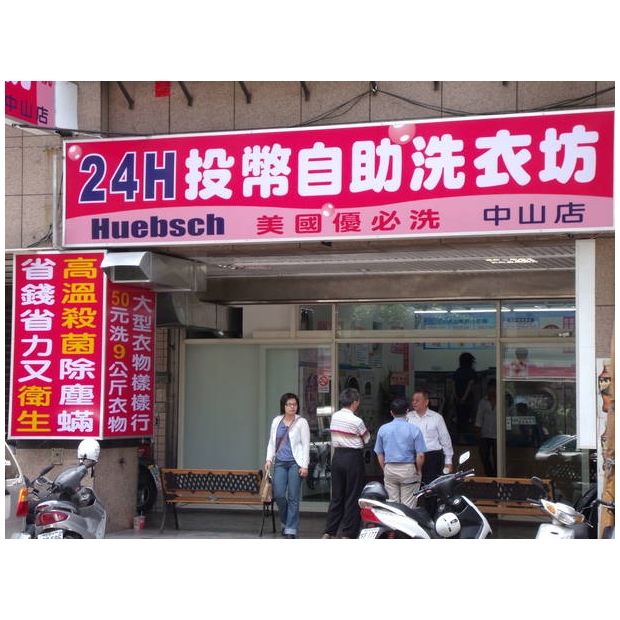 中山店
24H投幣自助洗衣坊
Huebsch 美國優必洗 中山店
高溫殺菌除塵蟎
省錢省力又衛生
大型衣物樣樣行
50元洗9公斤衣物